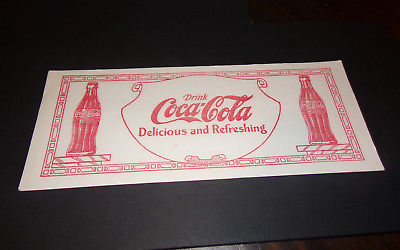 Drink
Coca-Cola
Delicious and Refreshing